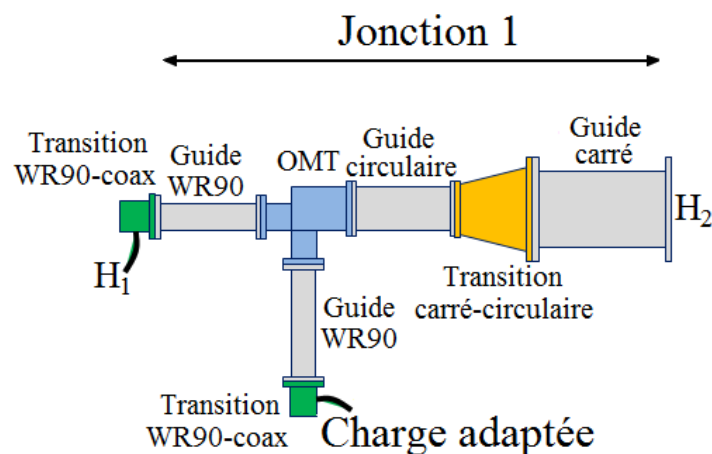 Jonction 1
Transition
WR90-coax
Guide
WR90
OMT
Guide
circulaire
Guide
carré
H₁
H₂
Transition
carré-circulaire
Guide
WR90
Transition
WR90-coax
Charge adaptée